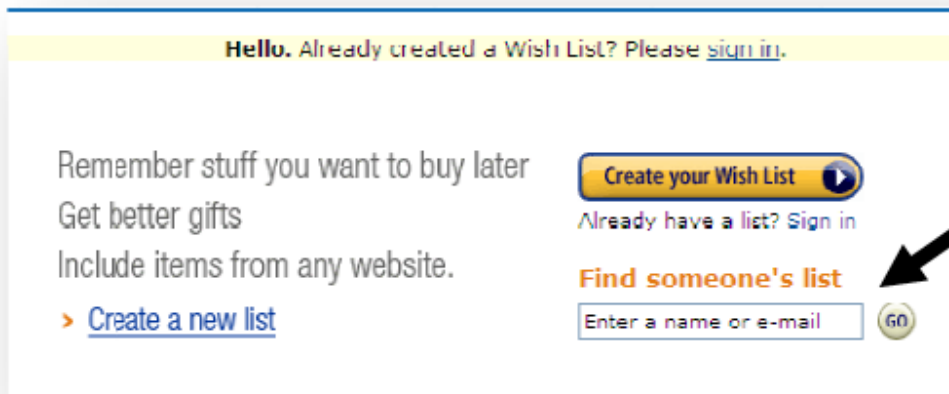 Hello. Already created a Wish List? Please sign in.
Remember stuff you want to buy later
Get better gifts
Include items from any website.
> Create a new list
Create your Wish List
Already have a list? Sign in
Find someone's list
Enter a name or e-mail GO